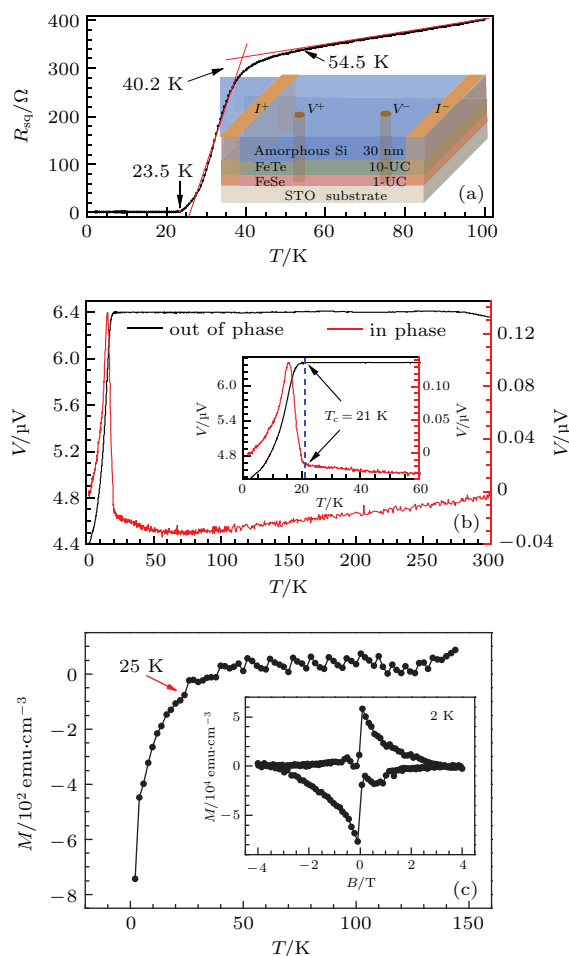 400
300
200
100
0
R_sq/Ω
40.2 K
54.5 K
23.5 K
I⁺
V⁺
V⁻
I⁻
Amorphous Si 30 nm
FeTe 10-UC
FeSe 1-UC
STO substrate
(a)
0 20 40 60 80 100
T/K
6.4
6.0
5.6
5.2
4.8
4.4
V/μV
out of phase in phase
0.12
0.08
0.04
0
−0.04
V/μV
6.0
5.4
4.8
V/μV
T_c = 21 K
0.10
0.05
0
V/μV
0 20 40 60
T/K
(b)
0 50 100 150 200 250 300
T/K
0
−2
−4
−6
−8
M/10² emu·cm⁻³
25 K
5
0
−5
M/10⁴ emu·cm⁻³
2 K
−4 −2 0 2 4
B/T
(c)
0 50 100 150
T/K